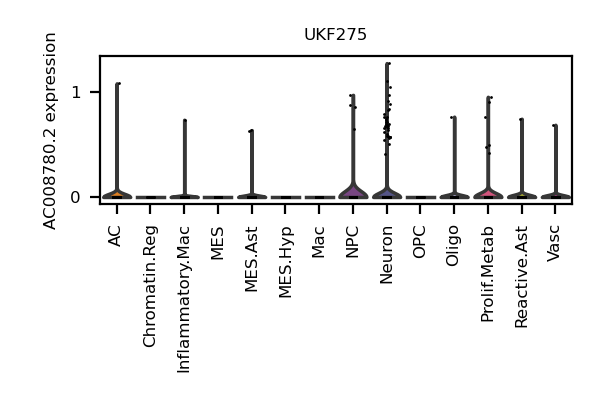 UKF275
AC008780.2 expression
1
0
AC
Chromatin.Reg
Inflammatory.Mac
MES
MES.Ast
MES.Hyp
Mac
NPC
Neuron
OPC
Oligo
Prolif.Metab
Reactive.Ast
Vasc